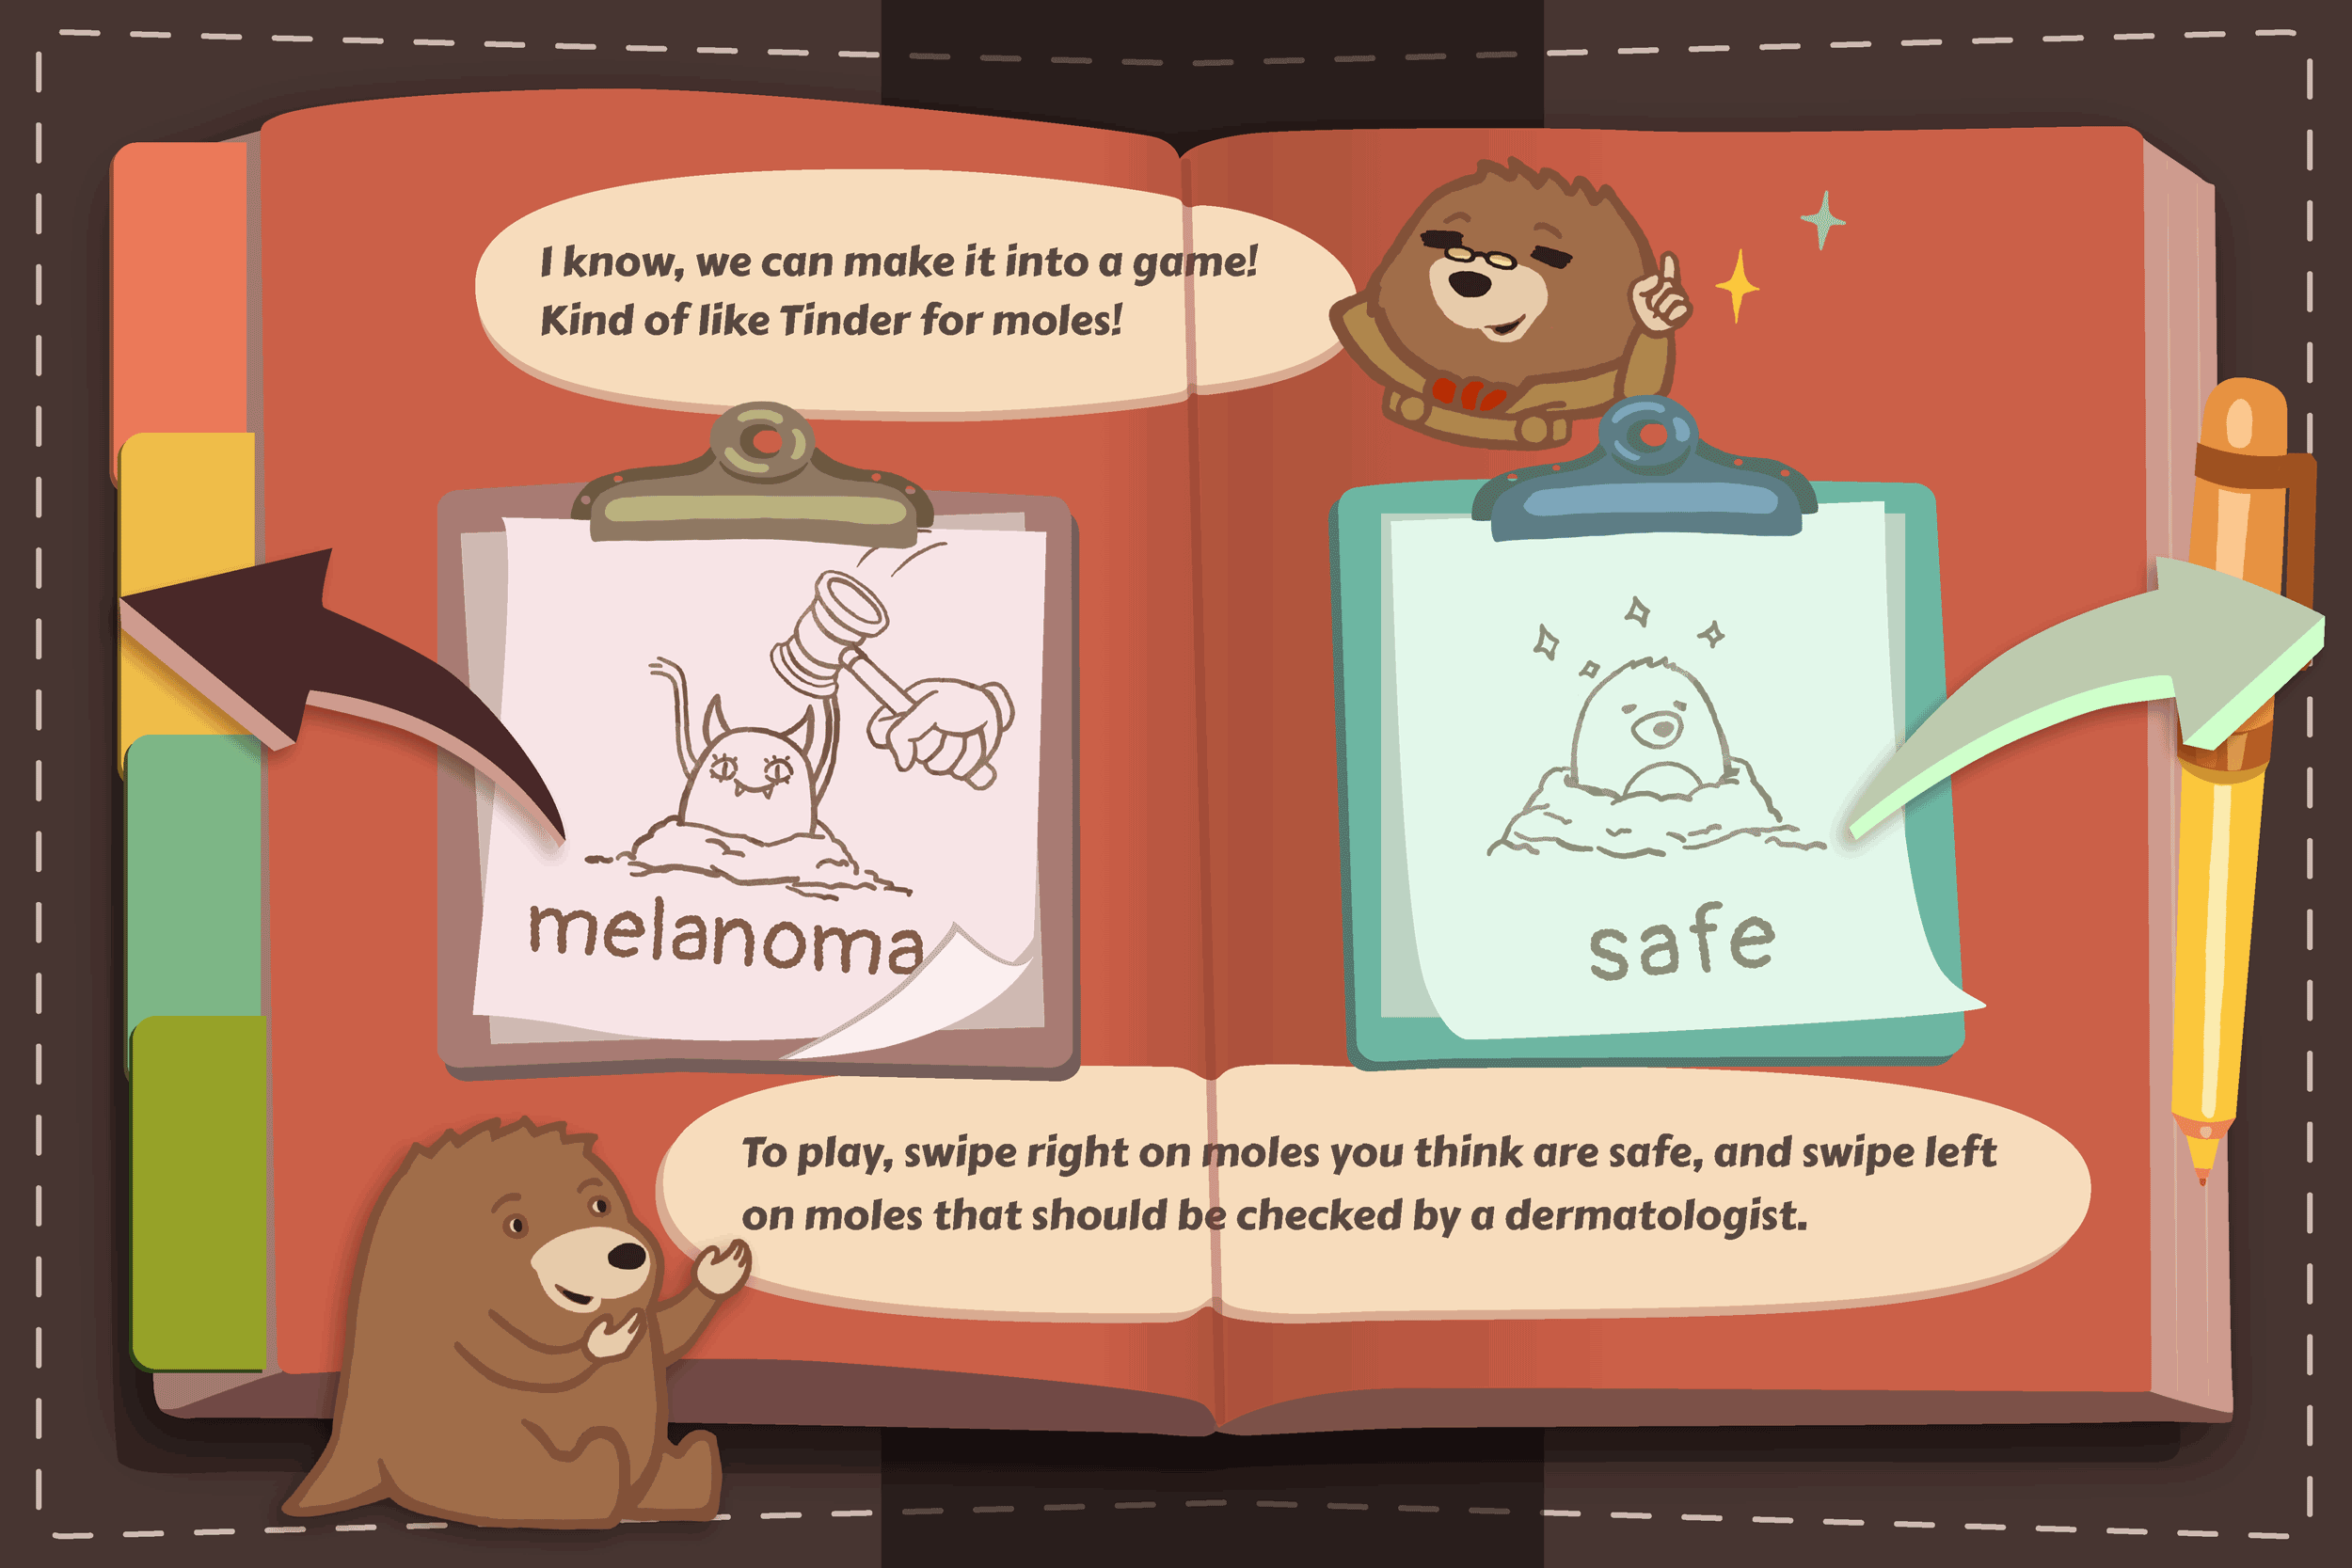 I know, we can make it into a game!
Kind of like Tinder for moles!
melanoma
safe
To play, swipe right on moles you think are safe, and swipe left
on moles that should be checked by a dermatologist.